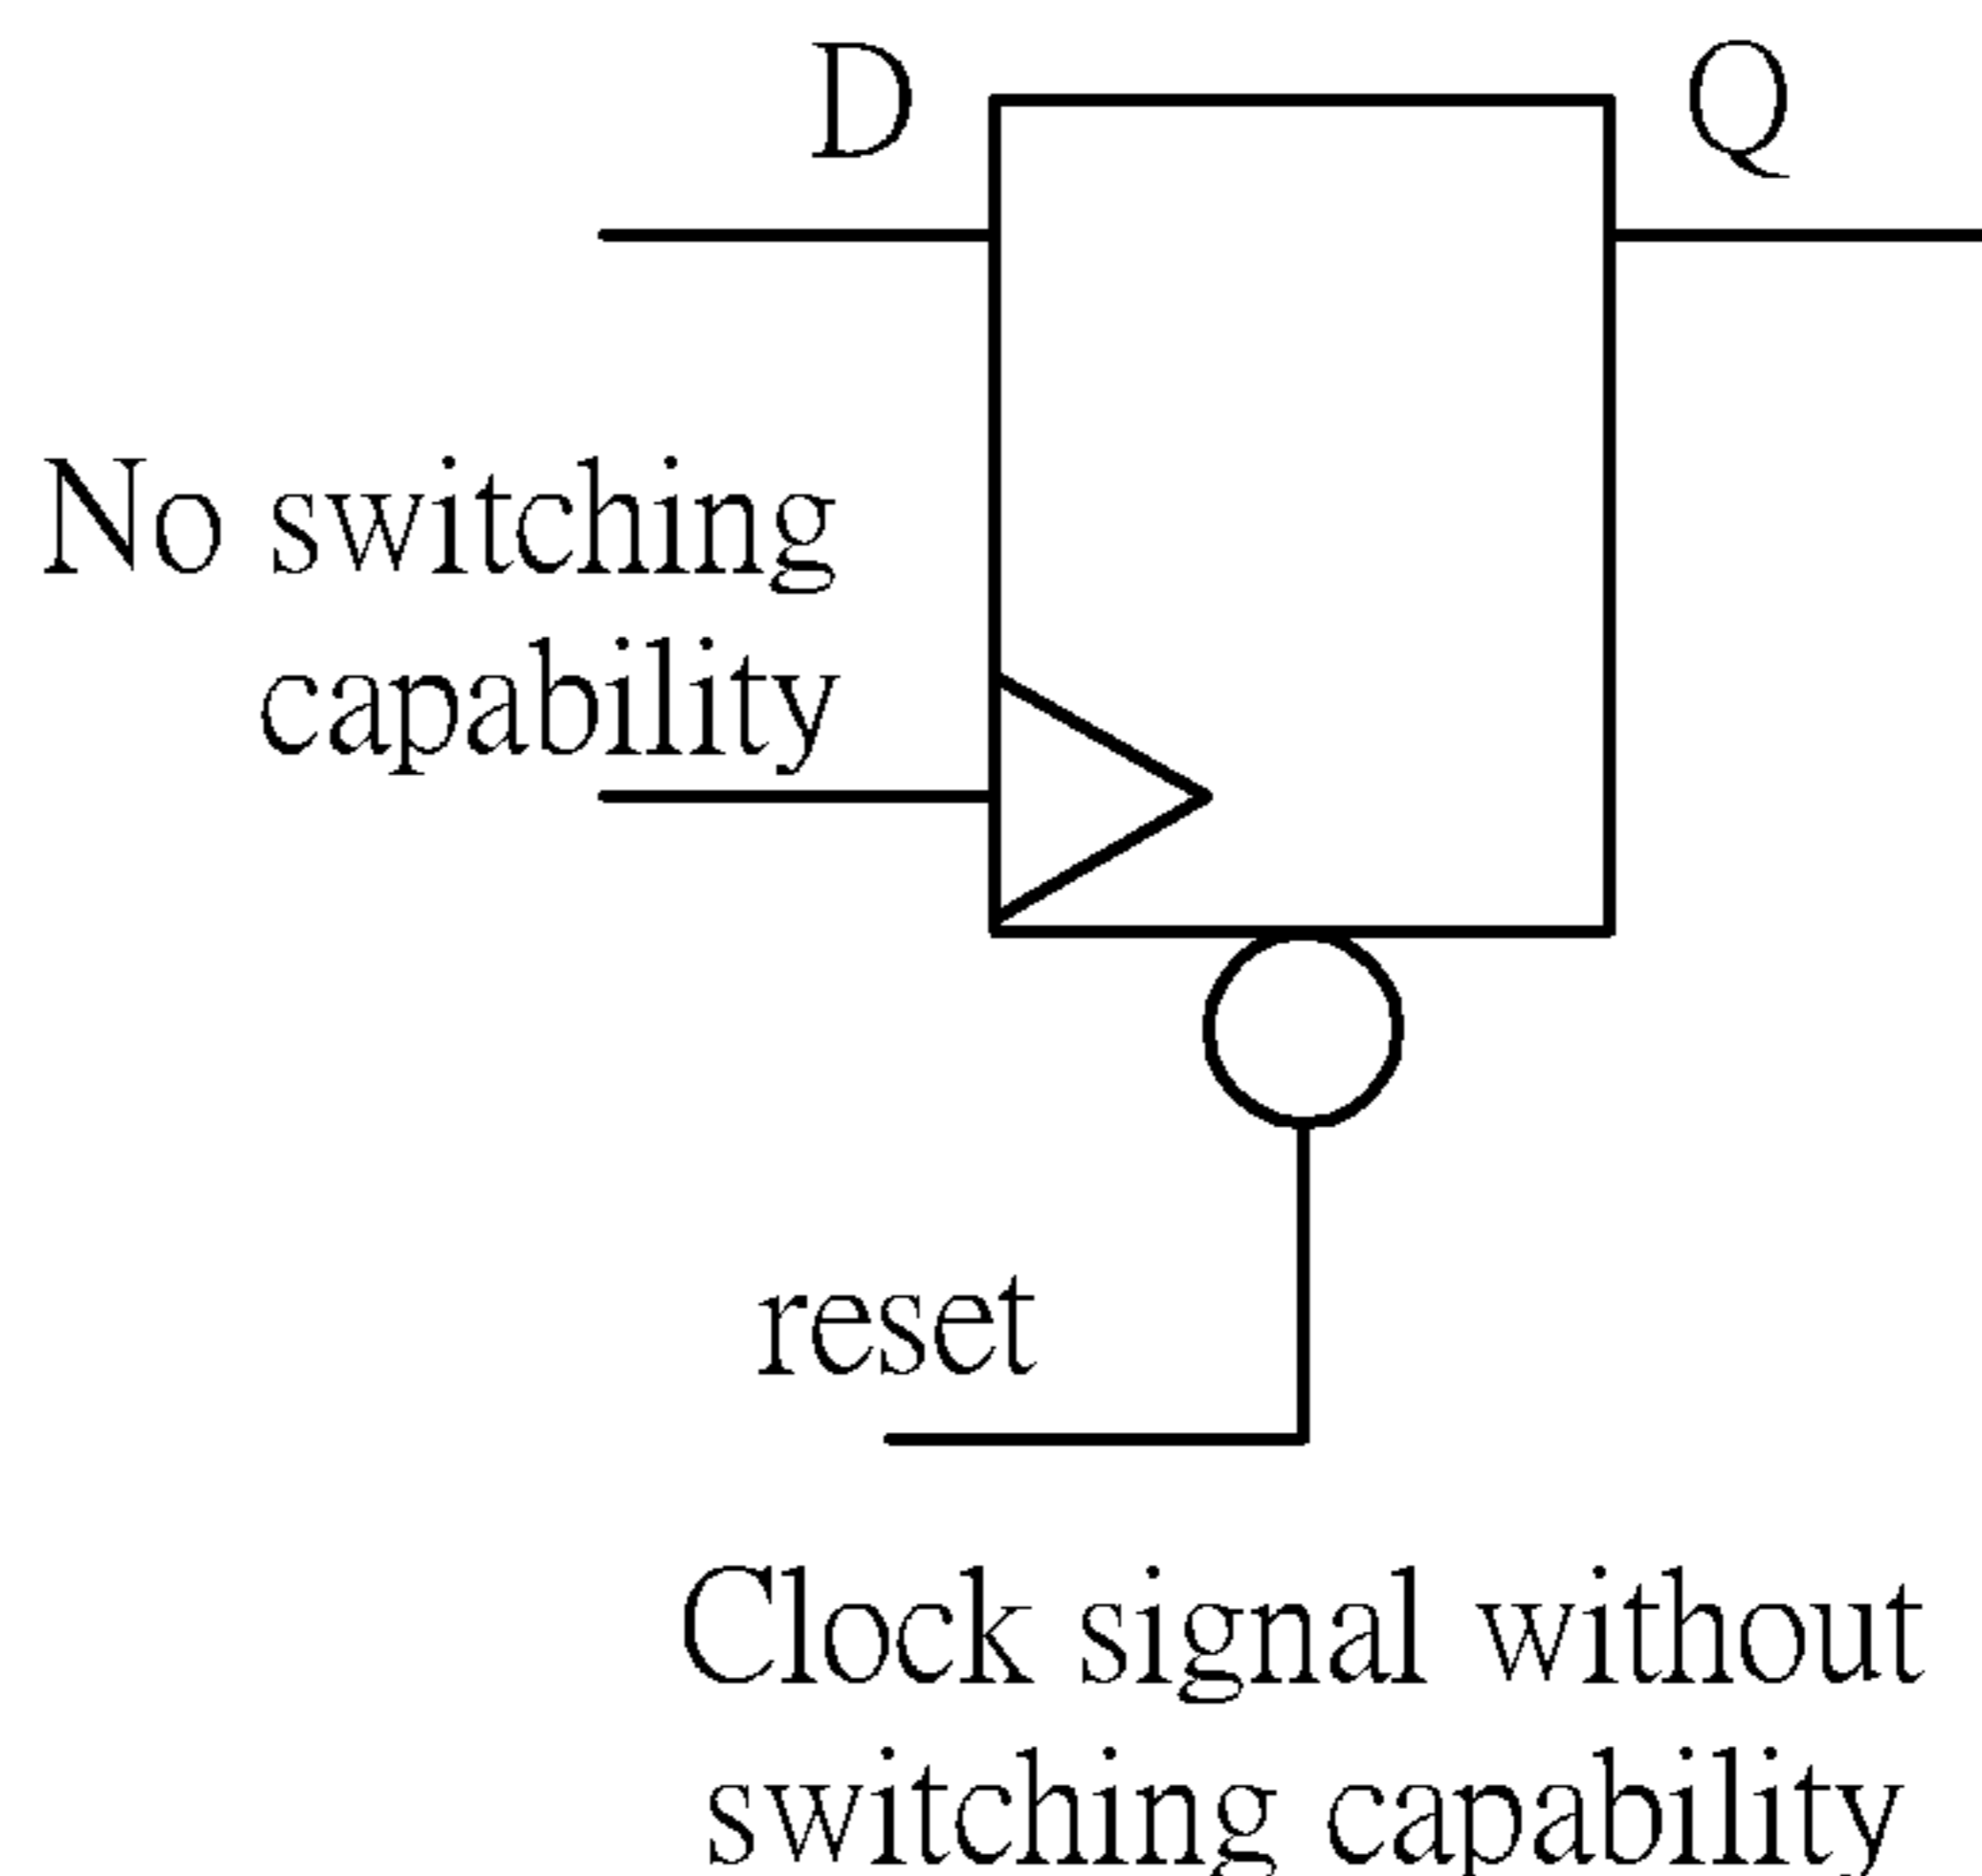 D
Q
No switching
capability
reset
Clock signal without
switching capability